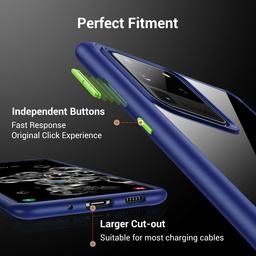 Perfect Fitment
Independent Buttons
Fast Response
Original Click Experience
Larger Cut-out
Suitable for most charging cables